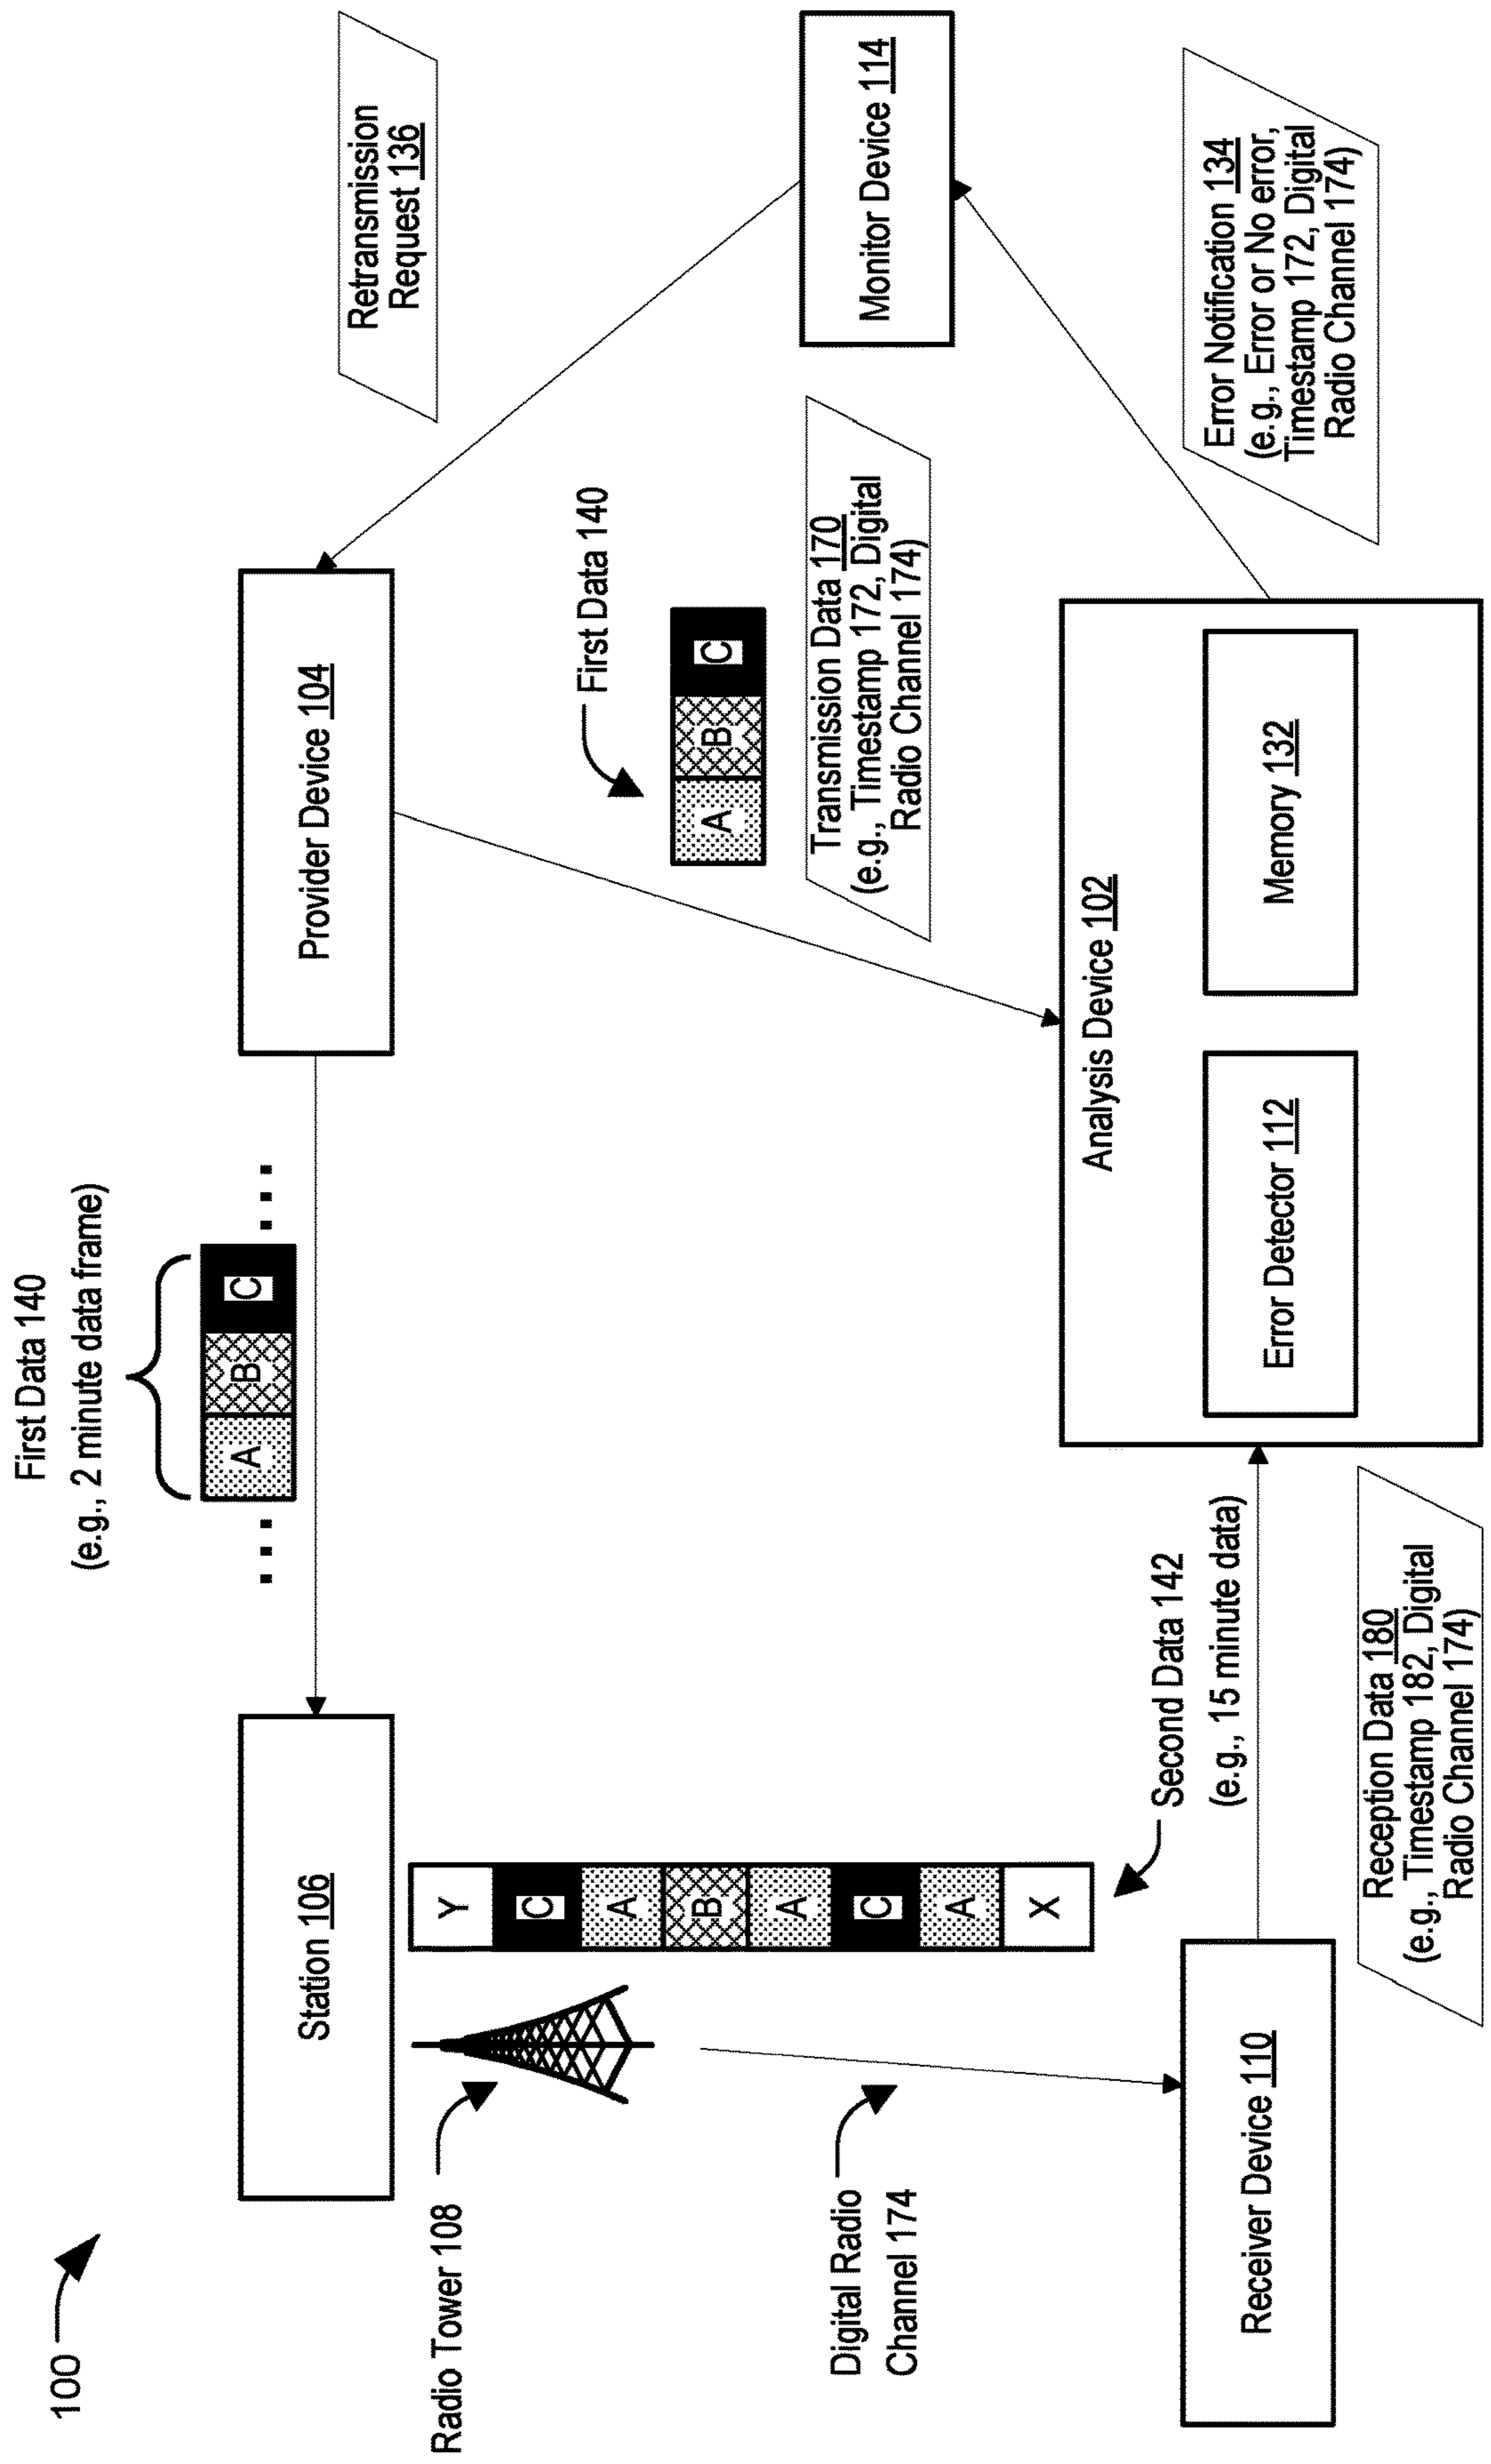 100
First Data 140
(e.g., 2 minute data frame)
A
B
C
Station 106
Provider Device 104
Retransmission
Request 136
Radio Tower 108
Y
C
A
B
A
C
A
X
First Data 140
A
B
C
Monitor Device 114
Digital Radio
Channel 174
Transmission Data 170
(e.g., Timestamp 172, Digital
Radio Channel 174)
Second Data 142
(e.g., 15 minute data)
Analysis Device 102
Error Detector 112
Memory 132
Error Notification 134
(e.g., Error or No error,
Timestamp 172, Digital
Radio Channel 174)
Receiver Device 110
Reception Data 180
(e.g., Timestamp 182, Digital
Radio Channel 174)